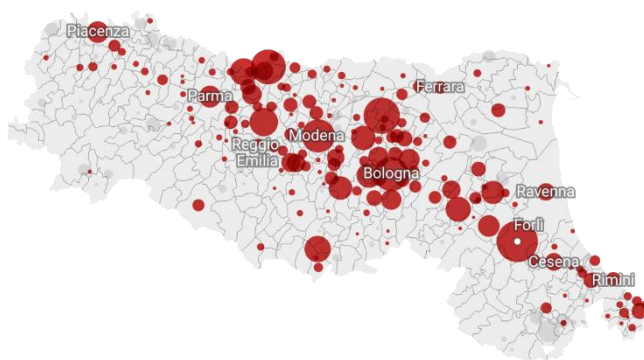 Piacenza
Ferrara
Parma
Modena
Reggio
Emilia
Bologna
Ravenna
Forlì
Cesena
Rimini